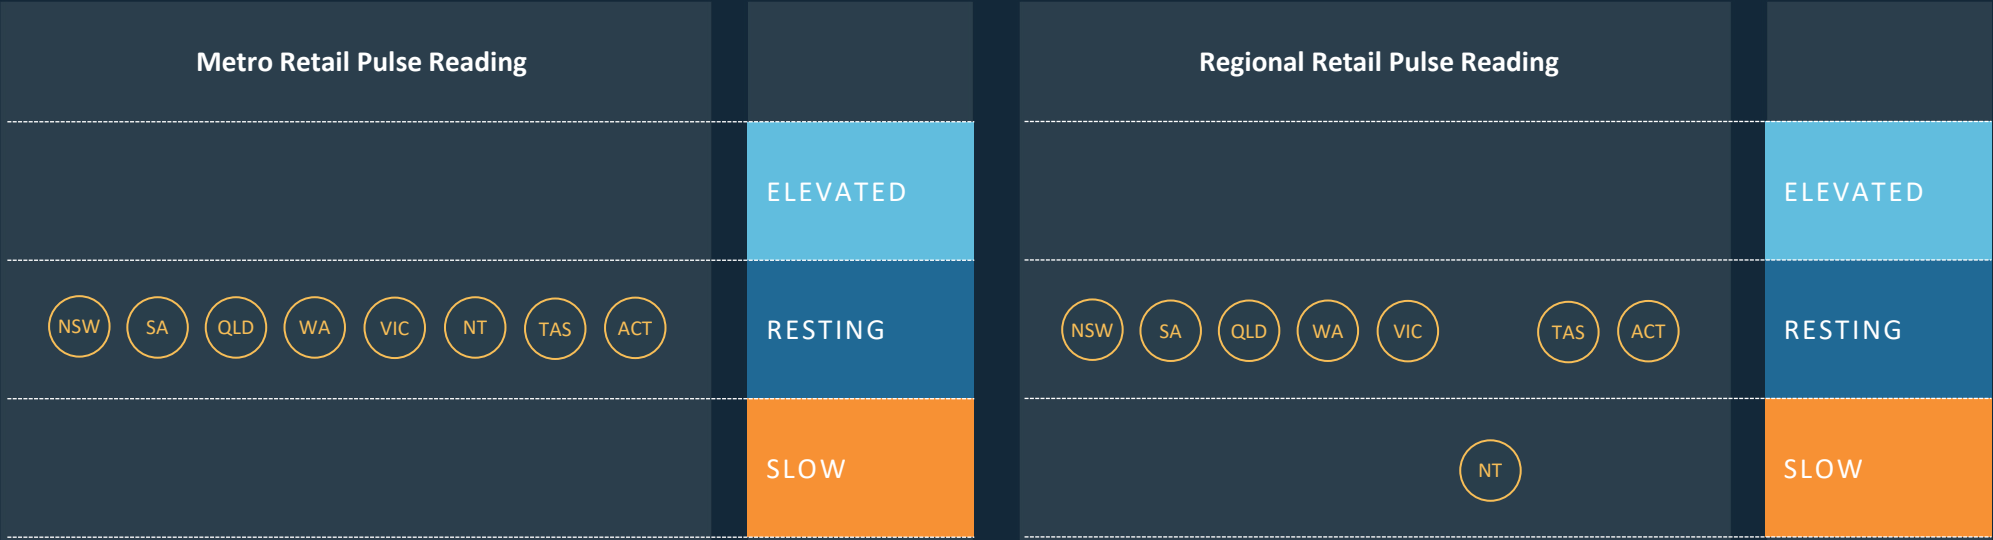 Metro Retail Pulse Reading
ELEVATED
NSW SA QLD WA VIC NT TAS ACT
RESTING
SLOW
Regional Retail Pulse Reading
ELEVATED
NSW SA QLD WA VIC TAS ACT
RESTING
NT
SLOW